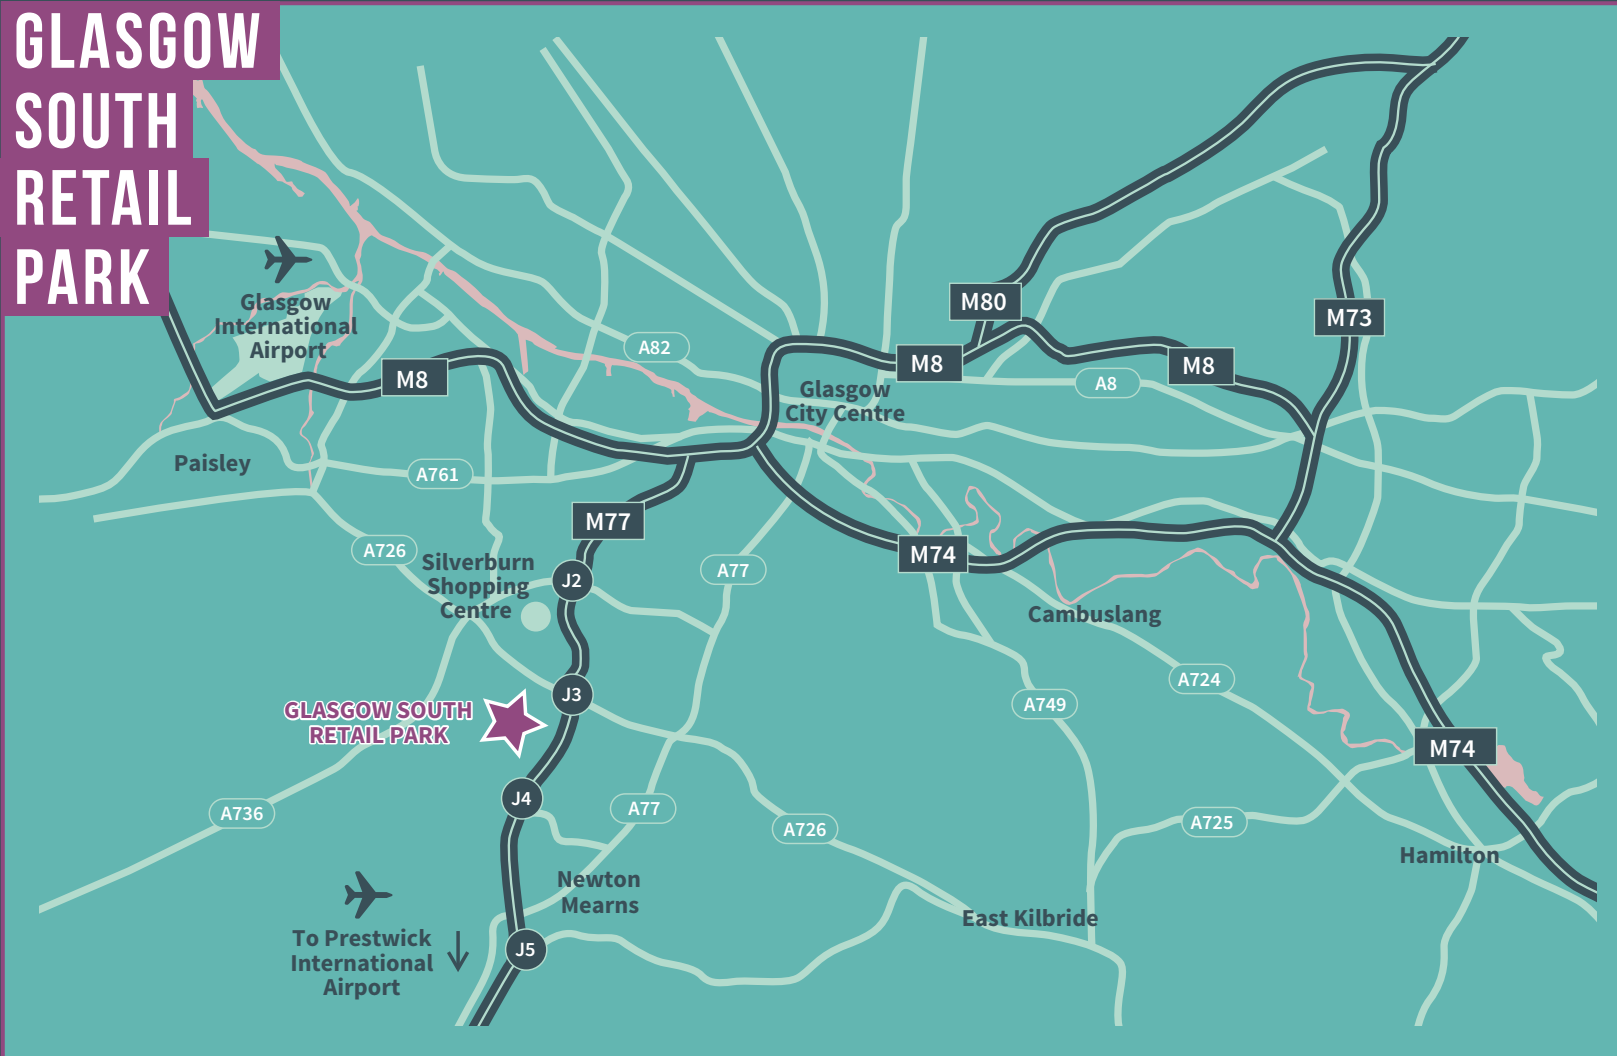 GLASGOW
SOUTH
RETAIL
PARK
Glasgow
International
Airport
M80
M73
A82
M8
M8
M8
A8
Glasgow
City Centre
Paisley
A761
M77
A726
Silverburn
Shopping
Centre
J2
A77
M74
Cambuslang
A724
J3
A749
GLASGOW SOUTH
RETAIL PARK
M74
J4
A77
A736
A726
A725
Hamilton
Newton
Mearns
East Kilbride
To Prestwick
International
Airport
J5